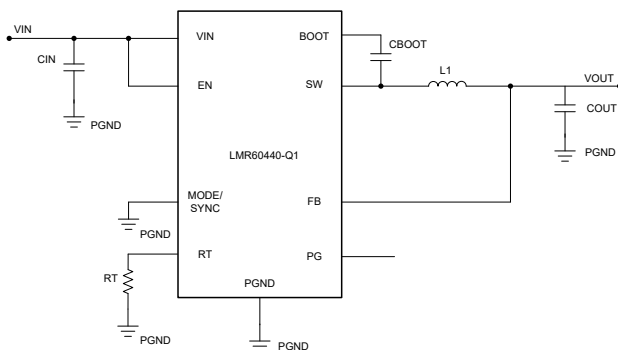 VIN
VIN
BOOT
CBOOT
CIN
L1
VOUT
EN
SW
COUT
PGND
PGND
LMR60440-Q1
MODE/
SYNC
FB
PGND
RT
PG
RT
PGND
PGND
PGND